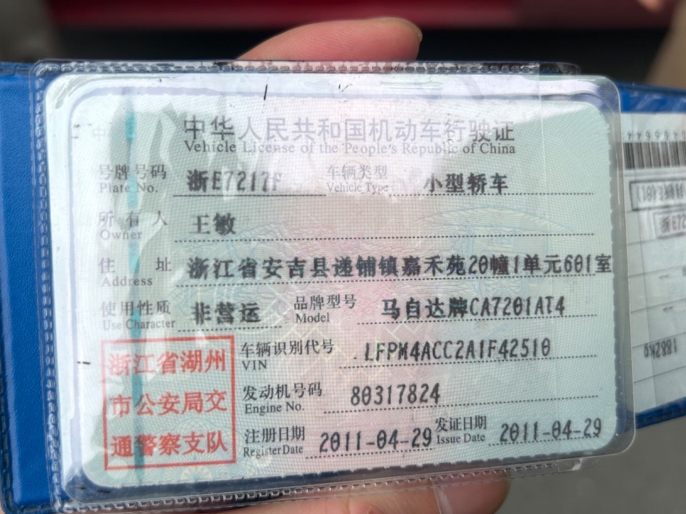 中华人民共和国机动车行驶证
Vehicle License of the People's Republic of China
号牌号码 浙E7217F 车辆类型 小型轿车
Plate No. Vehicle Type
所有人 王敏
Owner
住址 浙江省安吉县递铺镇嘉禾苑20幢1单元601室
Address
使用性质 非营运 品牌型号 马自达牌CA7201AT4
Use Character Model
浙江省湖州
市公安局交
通警察支队
车辆识别代号 LFPM4ACC2A1F42510
VIN
发动机号码 80317824
Engine No.
注册日期 2011-04-29 发证日期 2011-04-29
Register Date Issue Date